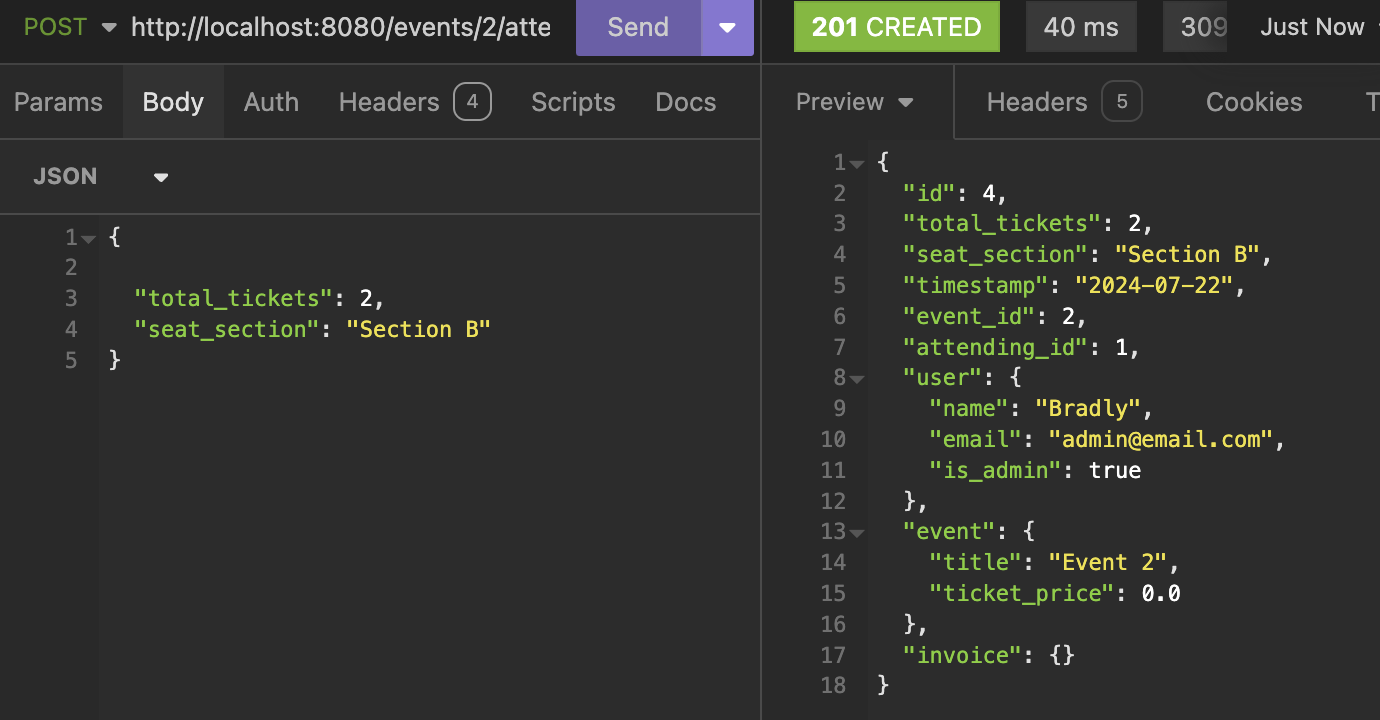 POST http://localhost:8080/events/2/atte Send 201 CREATED 40 ms 309 Just Now
Params Body Auth Headers 4 Scripts Docs Preview Headers 5 Cookies T
JSON
1 {
2
3 "total_tickets": 2,
4 "seat_section": "Section B"
5 }
1 {
2 "id": 4,
3 "total_tickets": 2,
4 "seat_section": "Section B",
5 "timestamp": "2024-07-22",
6 "event_id": 2,
7 "attending_id": 1,
8 "user": {
9 "name": "Bradly",
10 "email": "admin@email.com",
11 "is_admin": true
12 },
13 "event": {
14 "title": "Event 2",
15 "ticket_price": 0.0
16 },
17 "invoice": {}
18 }